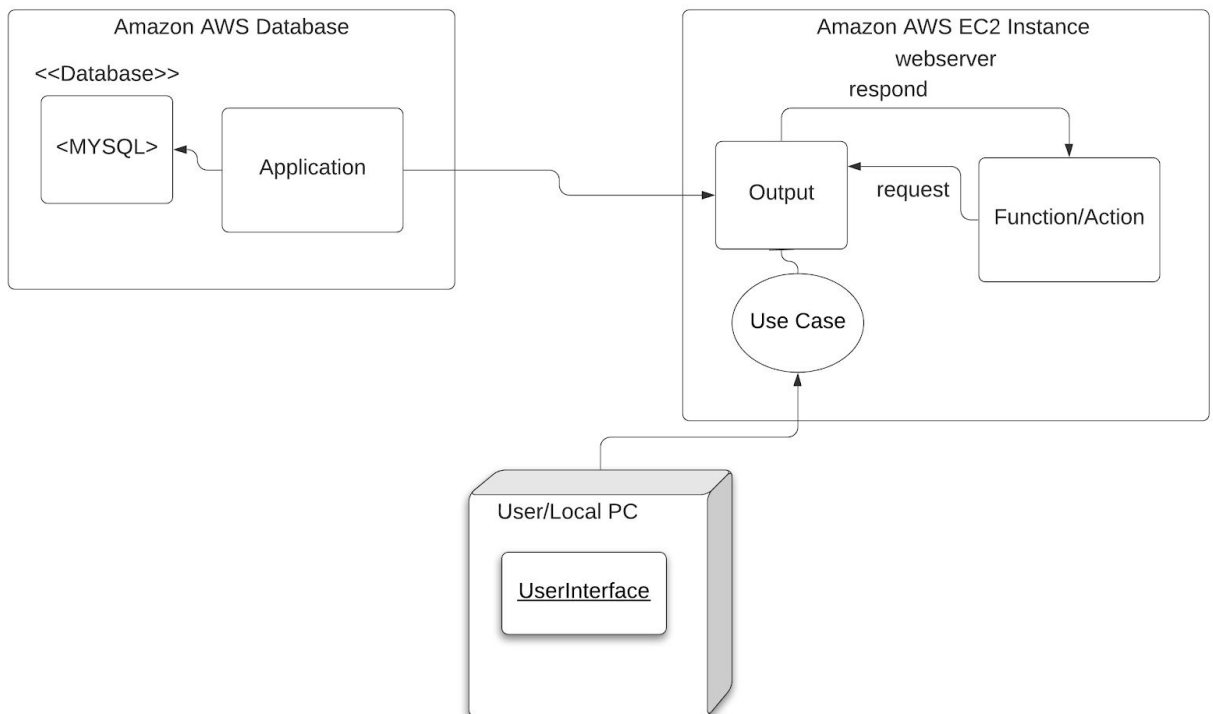 Amazon AWS Database
<<Database>>
<MYSQL>
Application
Amazon AWS EC2 Instance
webserver
respond
Output
request
Function/Action
Use Case
User/Local PC
UserInterface